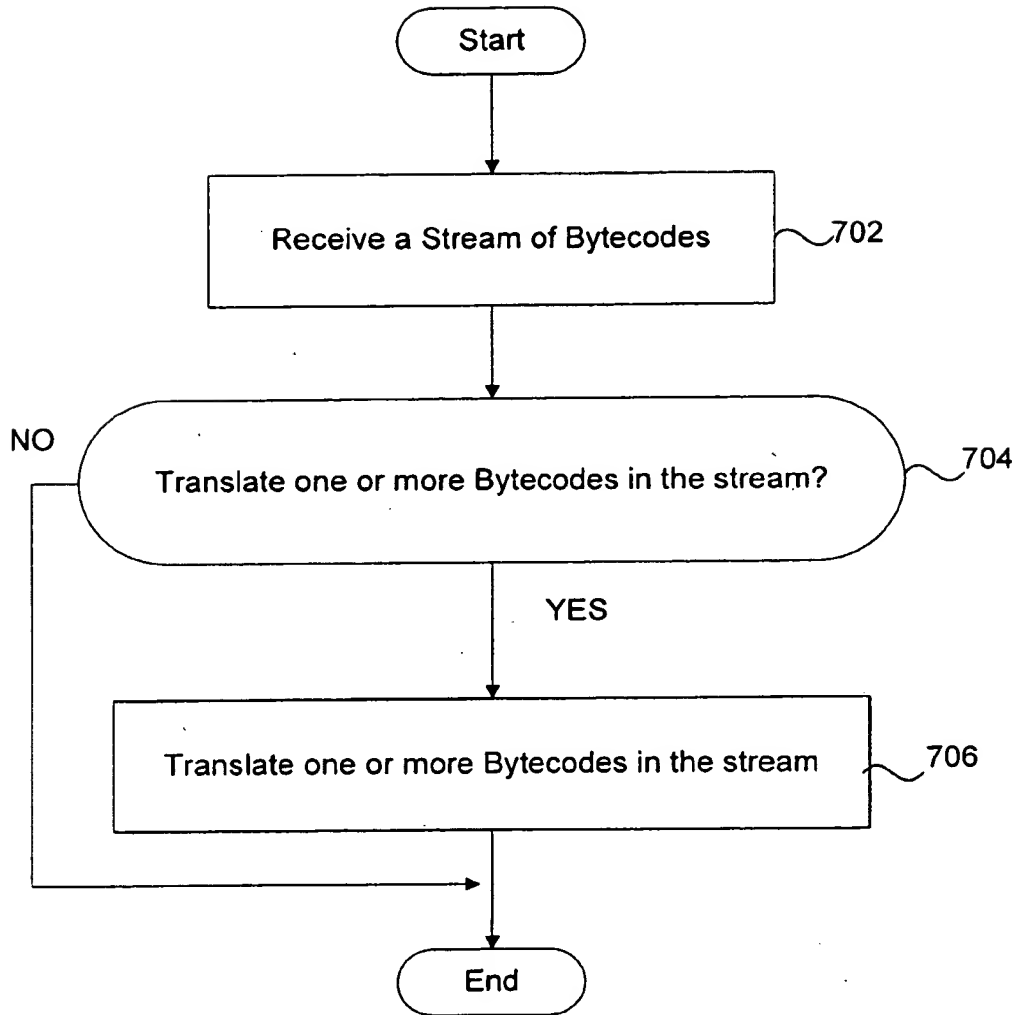 Start
Receive a Stream of Bytecodes
702
NO
Translate one or more Bytecodes in the stream?
704
YES
Translate one or more Bytecodes in the stream
706
End